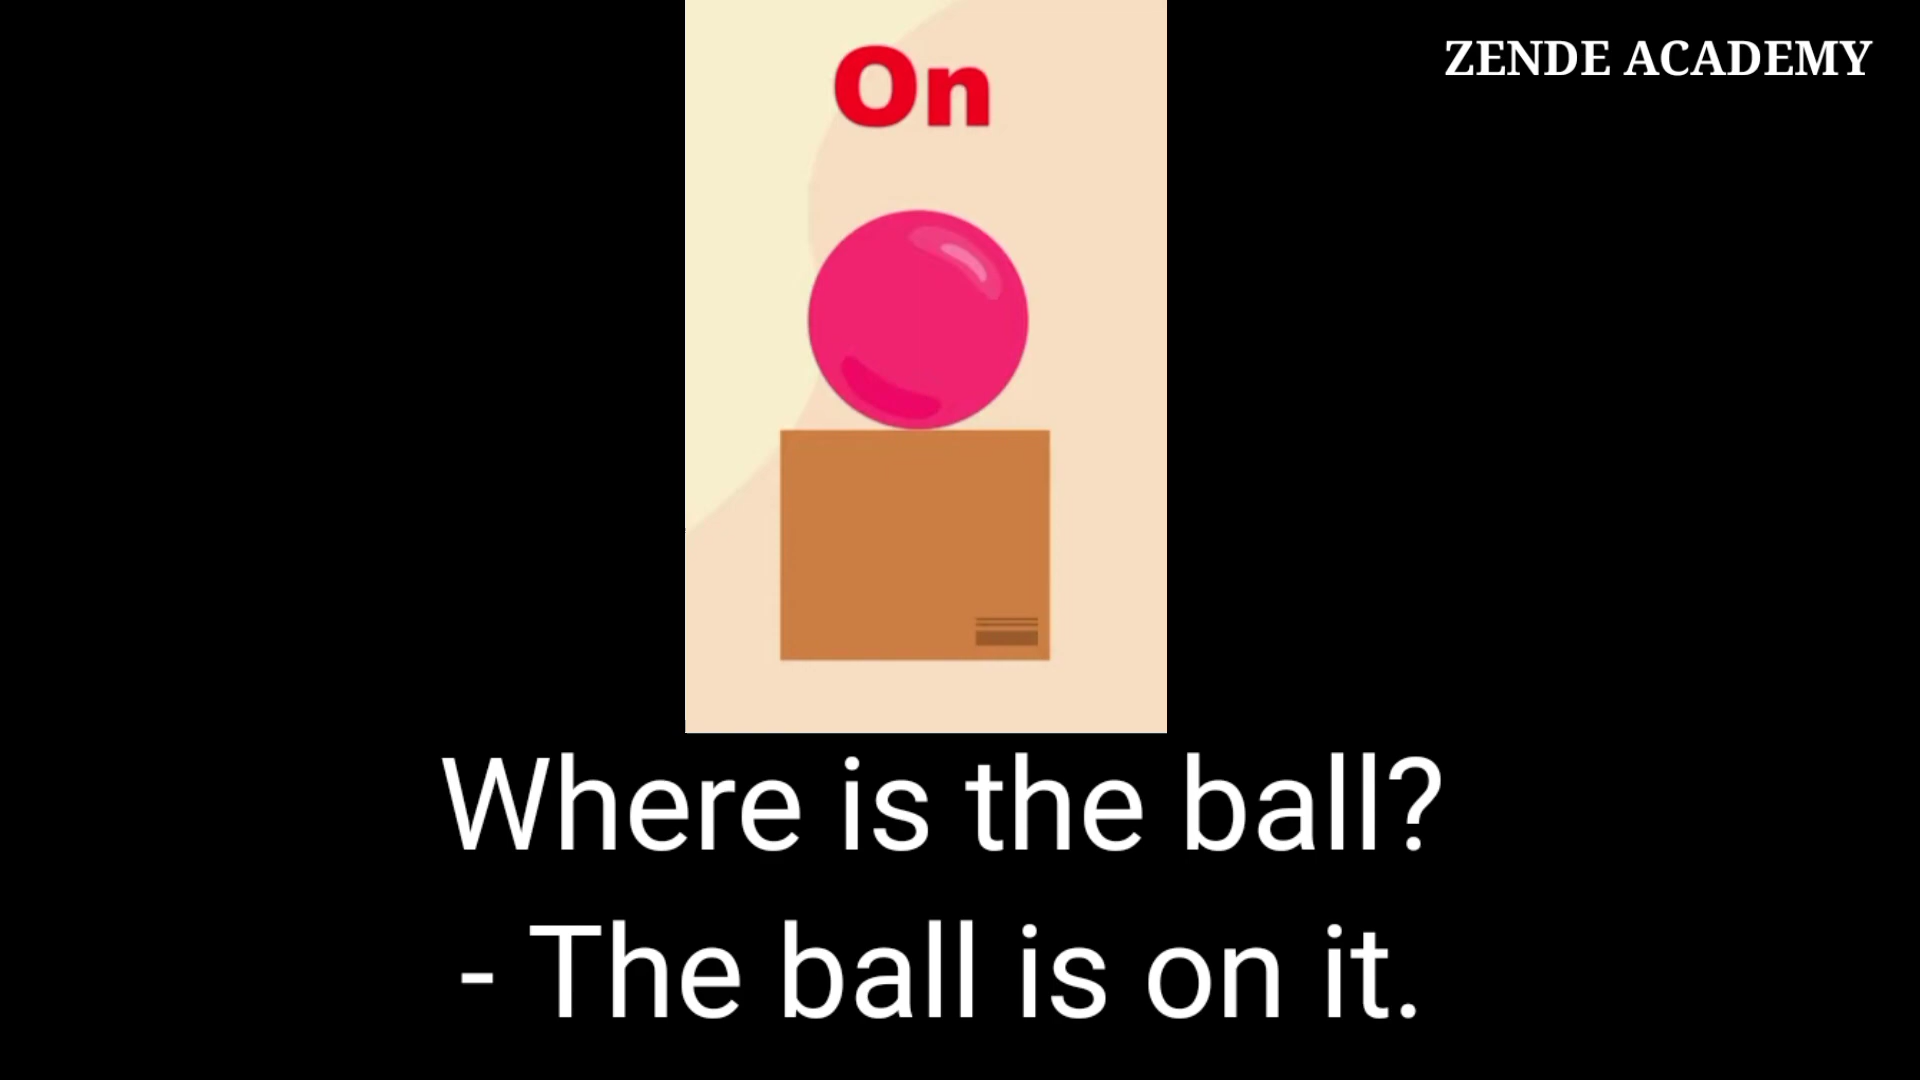 ZENDE ACADEMY
On
Where is the ball?
- The ball is on it.